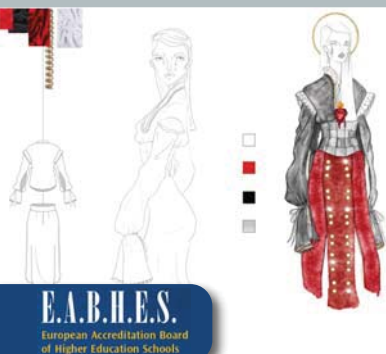 E.A.B.H.E.S.
European Accreditation Board
of Higher Education Schools